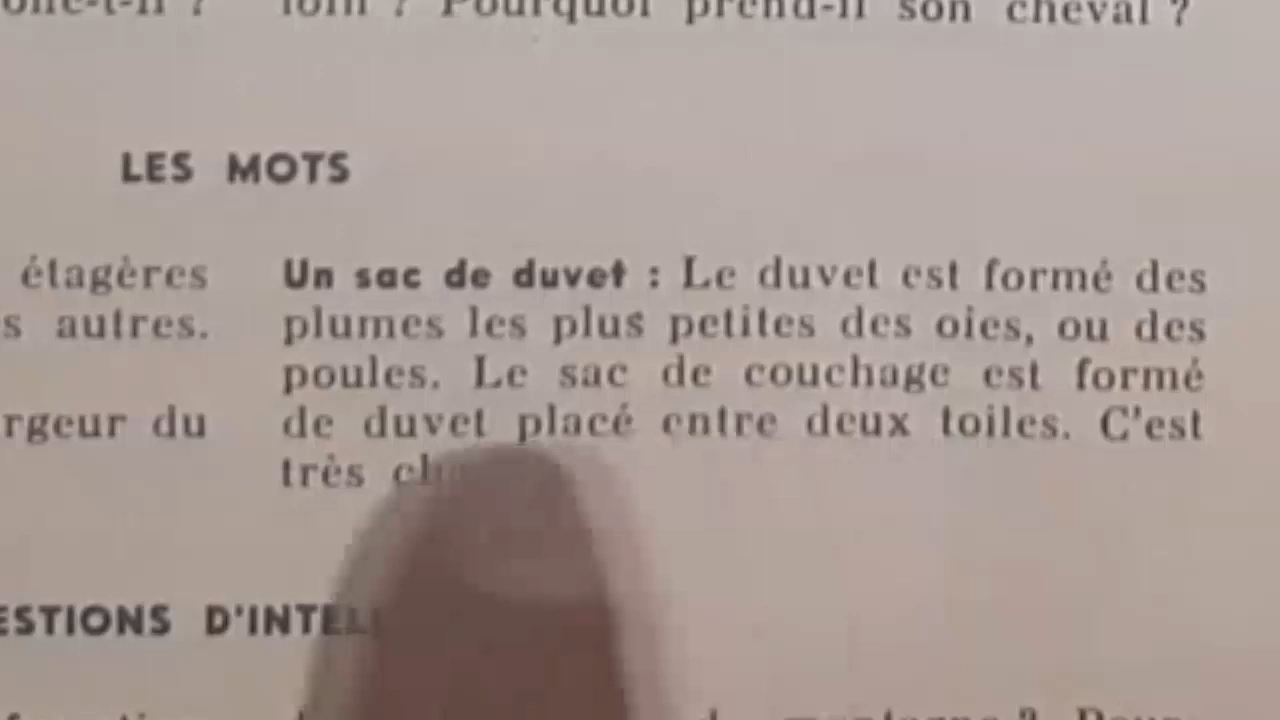 loin ? Pourquoi prend-il son cheval ?
LES MOTS
étagères
s autres.
rgeur du
Un sac de duvet : Le duvet est formé des
plumes les plus petites des oies, ou des
poules. Le sac de couchage est formé
de duvet placé entre deux toiles. C'est
très
ESTIONS D'INTEL